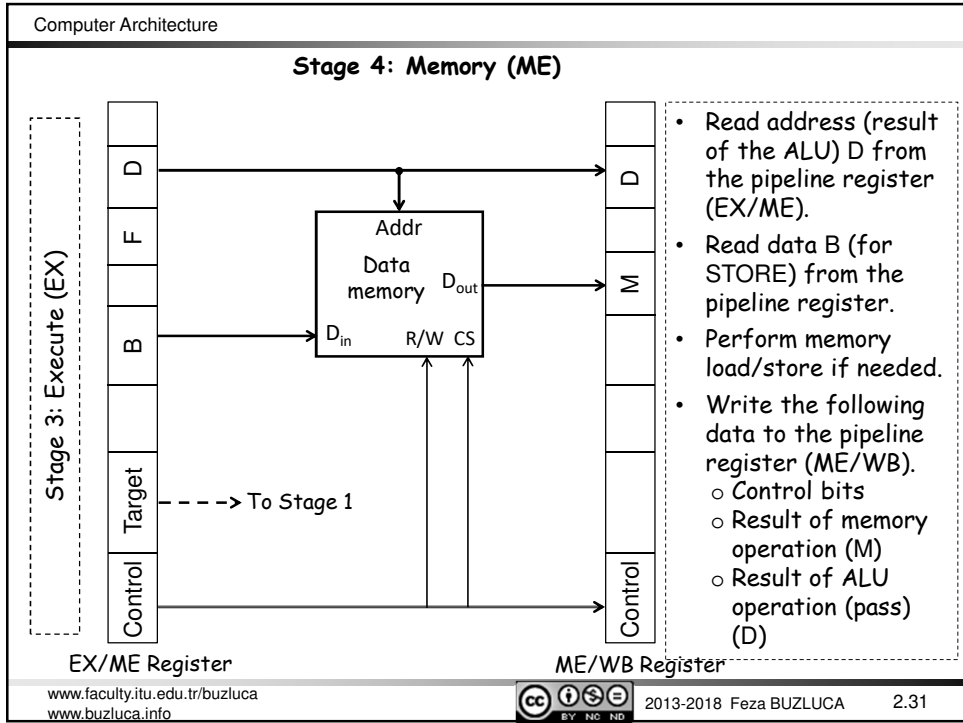 Computer Architecture
Stage 4: Memory (ME)
Stage 3: Execute (EX)
D
F
B
Target
Control
EX/ME Register
Addr
Data
memory
Dout
Din
R/W CS
To Stage 1
D
M
Control
ME/WB Register
• Read address (result
of the ALU) D from
the pipeline register
(EX/ME).
• Read data B (for
STORE) from the
pipeline register.
• Perform memory
load/store if needed.
• Write the following
data to the pipeline
register (ME/WB).
o Control bits
o Result of memory
operation (M)
o Result of ALU
operation (pass)
(D)
www.faculty.itu.edu.tr/buzluca
www.buzluca.info
cc BY NC ND
2013-2018 Feza BUZLUCA
2.31